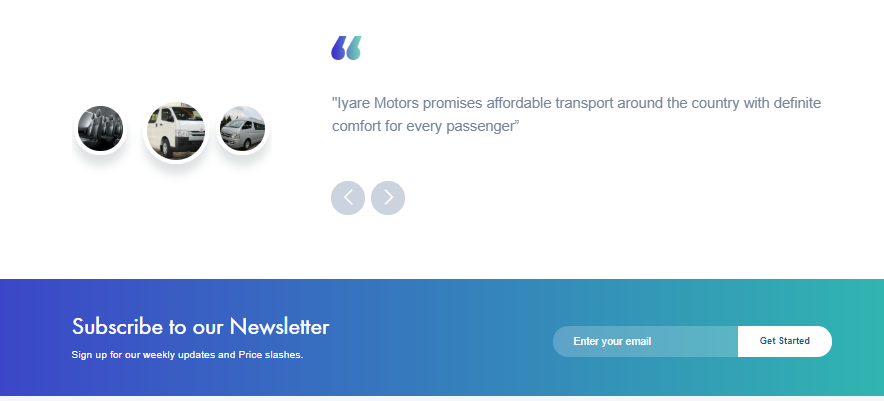 "Iyare Motors promises affordable transport around the country with definite
comfort for every passenger”
Subscribe to our Newsletter
Sign up for our weekly updates and Price slashes.
Enter your email
Get Started